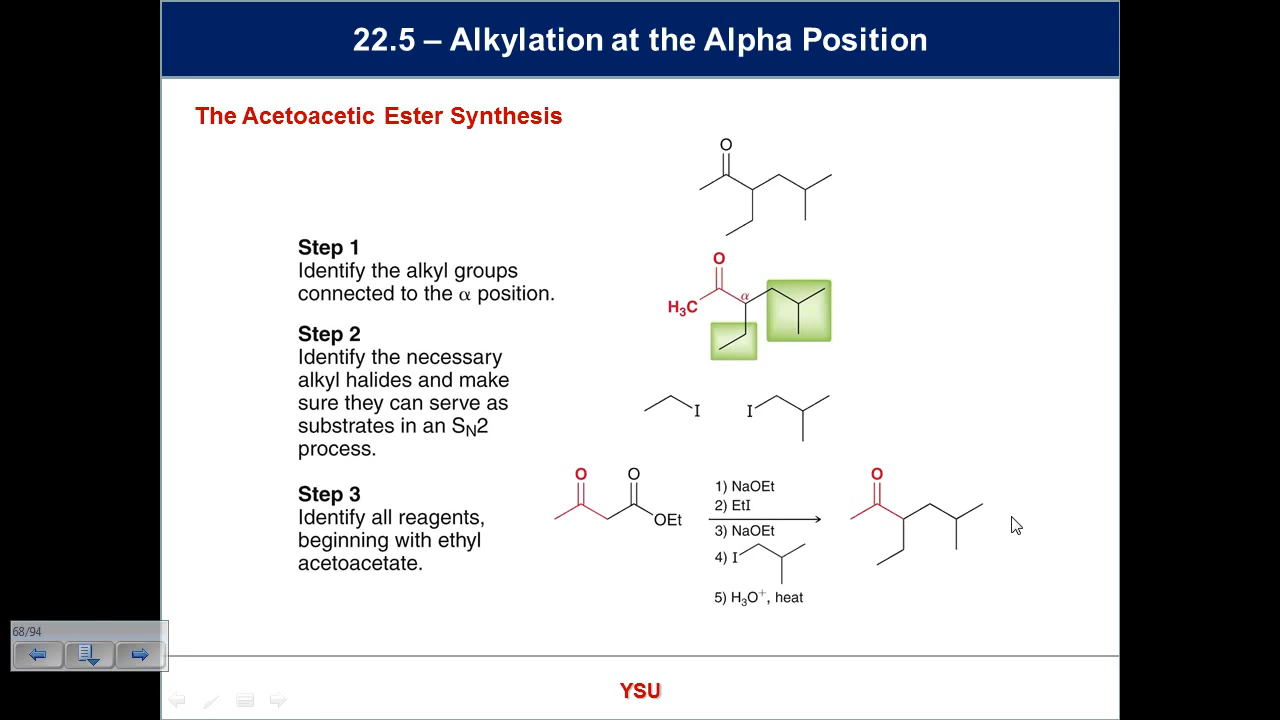 22.5 – Alkylation at the Alpha Position
The Acetoacetic Ester Synthesis
O
Step 1
Identify the alkyl groups
connected to the α position.
O
α
H₃C
Step 2
Identify the necessary
alkyl halides and make
sure they can serve as
substrates in an SN2
process.
I
I
Step 3
Identify all reagents,
beginning with ethyl
acetoacetate.
O
O
OEt
1) NaOEt
2) EtI
3) NaOEt
4) I
5) H₃O⁺, heat
O
68/94
YSU